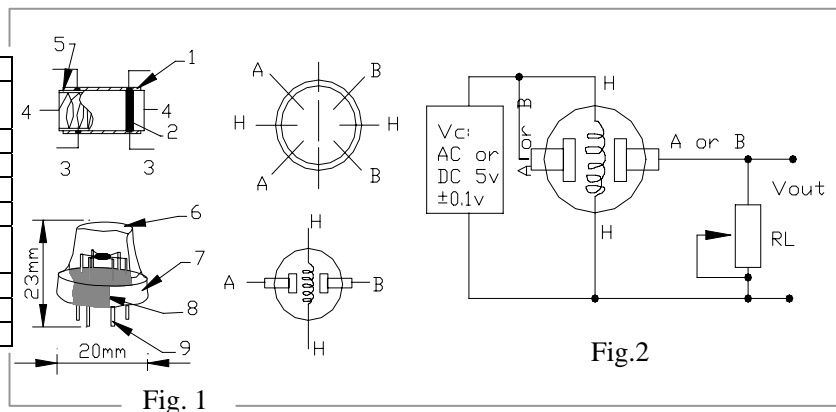 5
1
4
4
2
3
3
A
B
H
H
A
B
6
7
8
9
23mm
20mm
A
B
H
H
Fig. 1
Vc:
AC or
DC 5v
±0.1v
A or B
H
H
A or B
Vout
RL
Fig.2